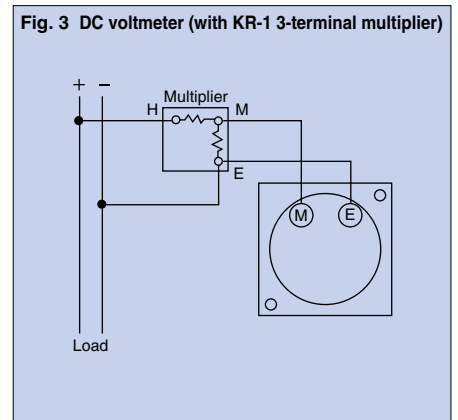 Fig. 3 DC voltmeter (with KR-1 3-terminal multiplier)
+ −
Multiplier
H M
E
M E
Load